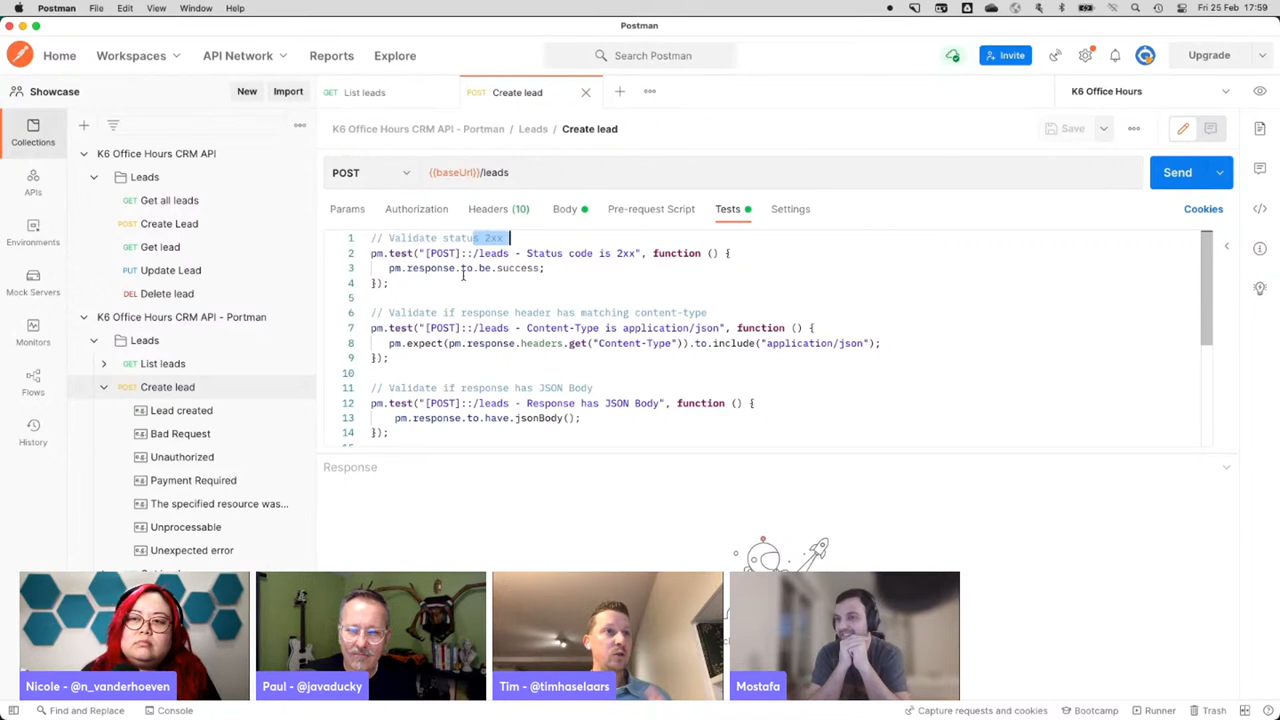 Postman File Edit View Window Help Fri 25 Feb 17:59
Postman
Home Workspaces API Network Reports Explore Search Postman Invite Upgrade
Showcase New Import GET List leads POST Create lead K6 Office Hours
K6 Office Hours CRM API - Portman / Leads / Create lead Save
Collections
APIs
Environments
Mock Servers
Monitors
Flows
History
K6 Office Hours CRM API
Leads
GET Get all leads
POST Create Lead
GET Get lead
PUT Update Lead
DEL Delete lead
K6 Office Hours CRM API - Portman
Leads
GET List leads
POST Create lead
e.g. Lead created
e.g. Bad Request
e.g. Unauthorized
e.g. Payment Required
e.g. The specified resource was...
e.g. Unprocessable
e.g. Unexpected error
POST {{baseUrl}}/leads Send
Params Authorization Headers (10) Body Pre-request Script Tests Settings Cookies
1 // Validate status 2xx
2 pm.test("[POST]::/leads - Status code is 2xx", function () {
3 pm.response.to.be.success;
4 });
5
6 // Validate if response header has matching content-type
7 pm.test("[POST]::/leads - Content-Type is application/json", function () {
8 pm.expect(pm.response.headers.get("Content-Type")).to.include("application/json");
9 });
10
11 // Validate if response has JSON Body
12 pm.test("[POST]::/leads - Response has JSON Body", function () {
13 pm.response.to.have.jsonBody();
14 });
Response
Nicole - @n_vanderhoeven
Paul - @javaducky
Tim - @timhaselaars
Mostafa
Find and Replace Console Capture requests and cookies Bootcamp Runner Trash